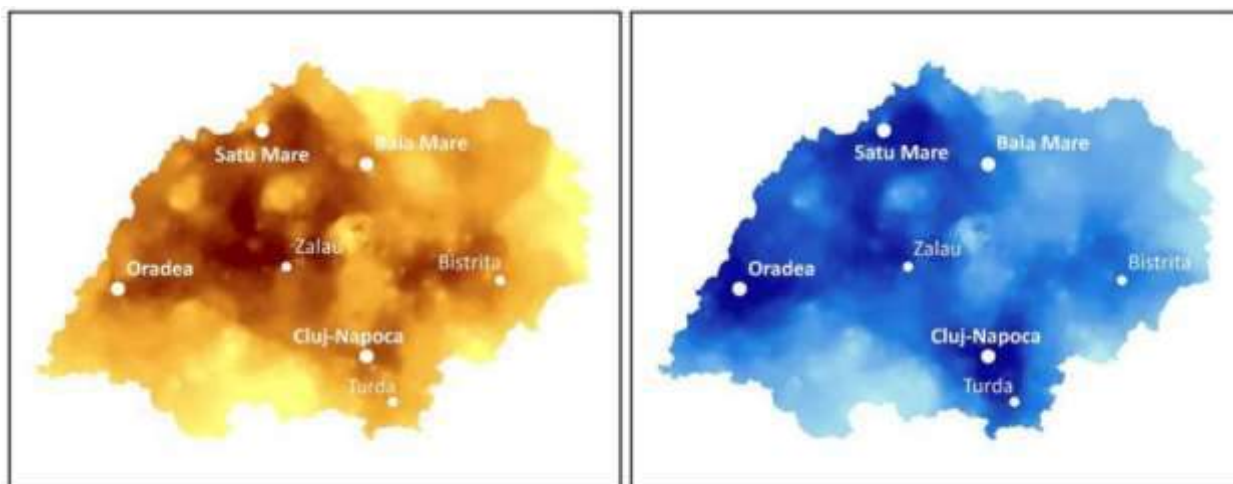 Satu Mare
Baia Mare
Zalau
Oradea
Bistrita
Cluj-Napoca
Turda
Satu Mare
Baia Mare
Zalau
Oradea
Bistrita
Cluj-Napoca
Turda